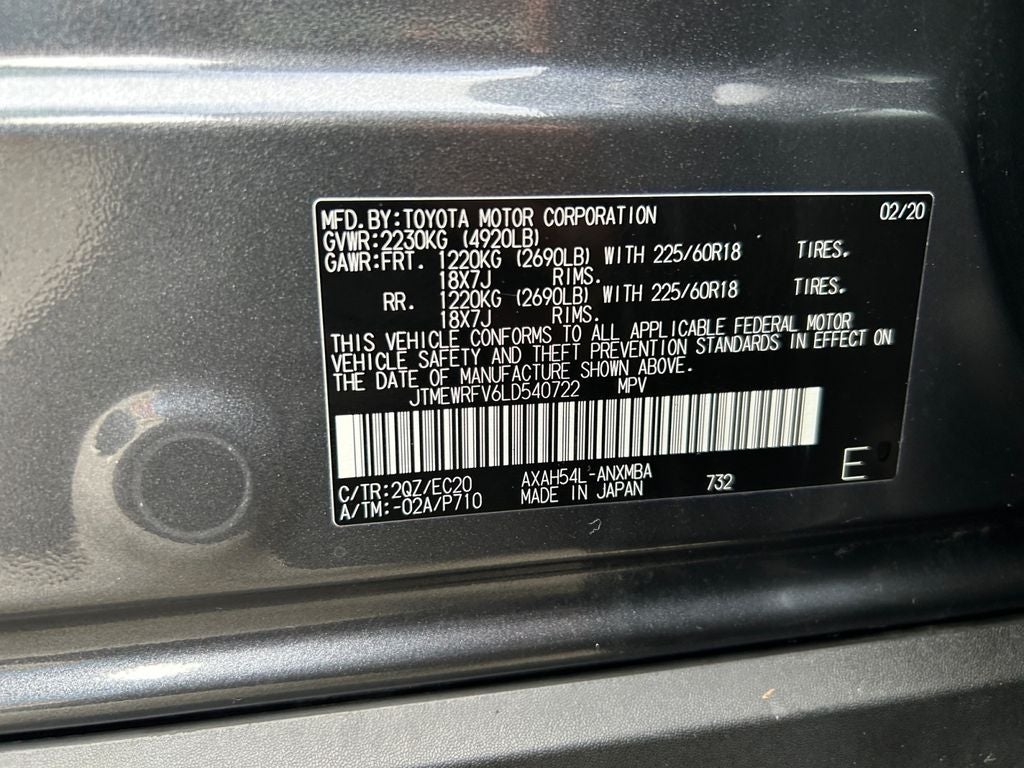 MFD.BY:TOYOTA MOTOR CORPORATION 02/20
GVWR:2230KG (4920LB)
GAWR:FRT. 1220KG (2690LB) WITH 225/60R18 TIRES.
18X7J RIMS.
RR. 1220KG (2690LB) WITH 225/60R18 TIRES.
18X7J RIMS.
THIS VEHICLE CONFORMS TO ALL APPLICABLE FEDERAL MOTOR
VEHICLE SAFETY AND THEFT PREVENTION STANDARDS IN EFFECT ON
THE DATE OF MANUFACTURE SHOWN ABOVE.
JTMEWRFV6LD540722 MPV
C/TR:2QZ/EC20 AXAH54L-ANXMBA 732 E
A/TM:-02A/P710 MADE IN JAPAN